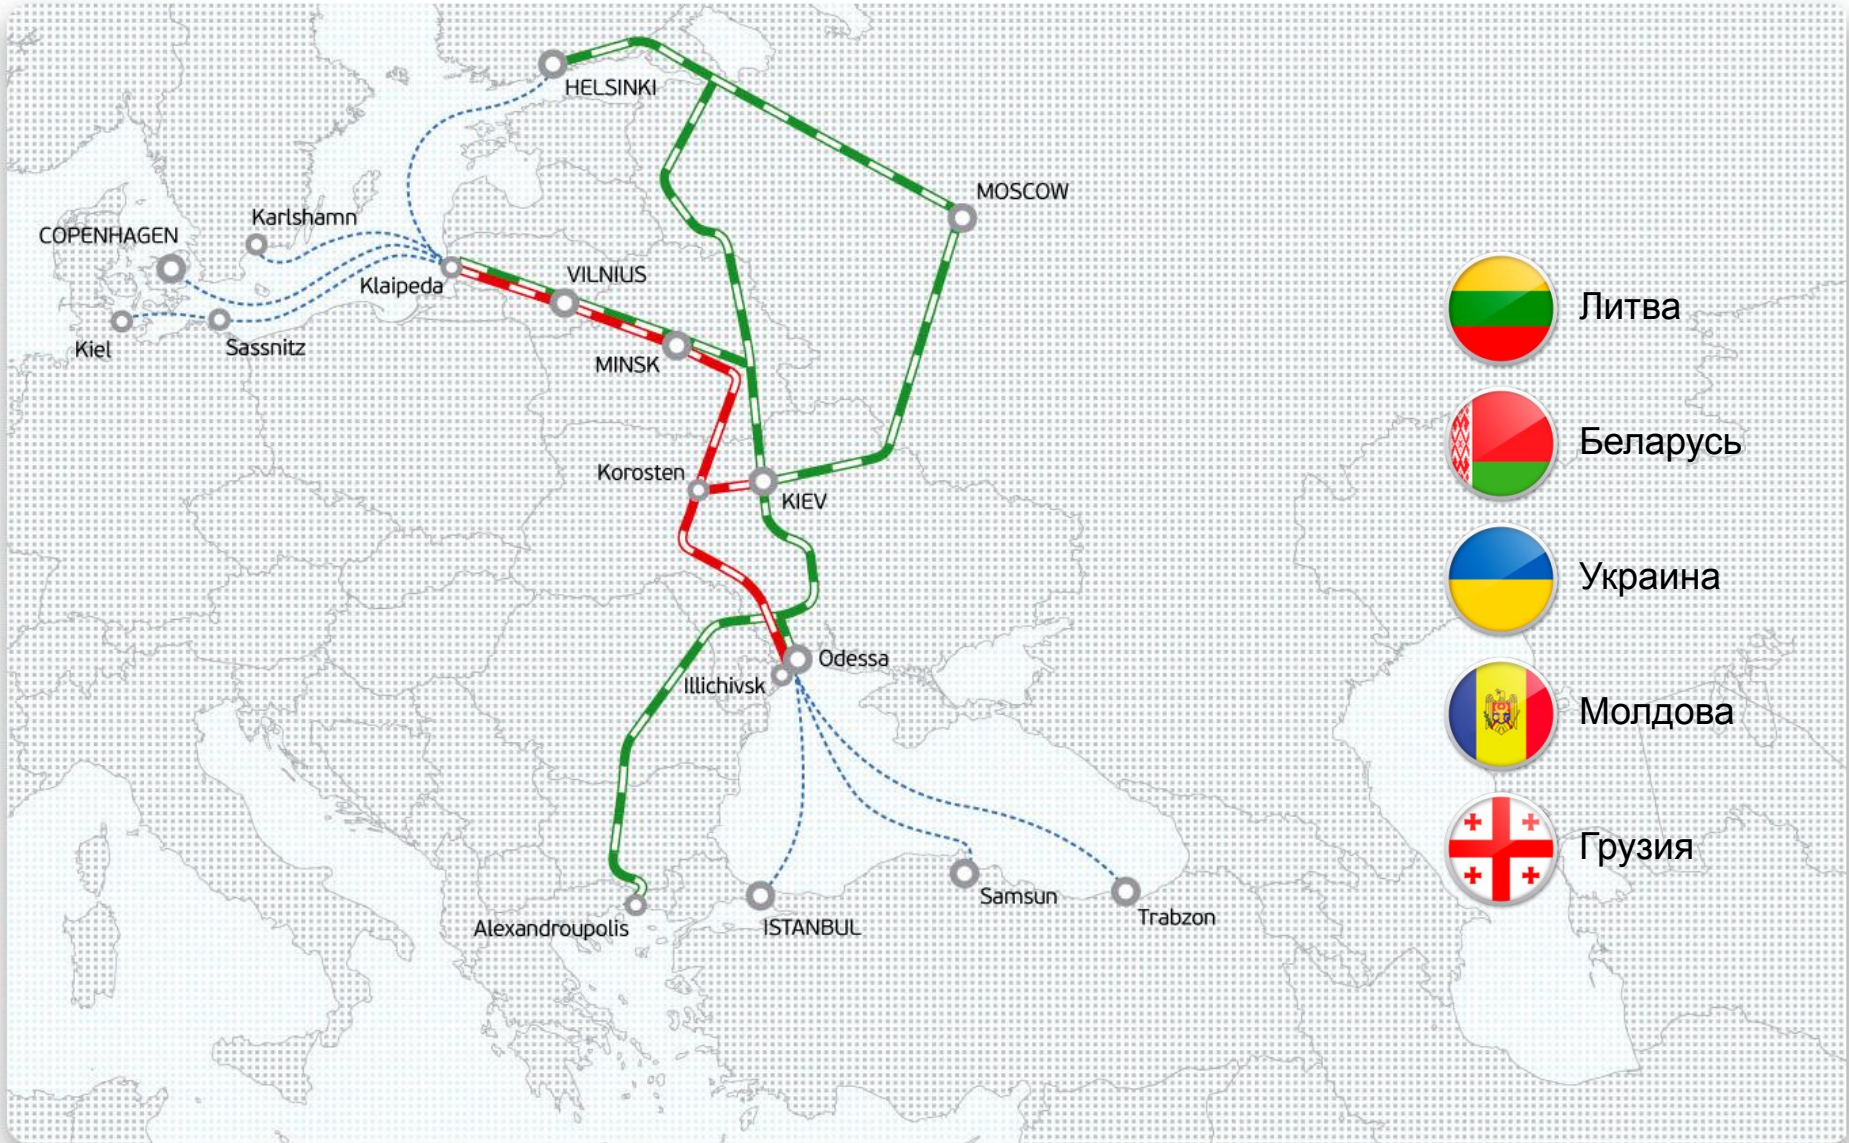 HELSINKI
MOSCOW
Karlshamn
COPENHAGEN
VILNIUS
Klaipeda
Kiel
Sassnitz
MINSK
Korosten
KIEV
Odessa
Illichivsk
Samsun
Trabzon
Alexandroupolis
ISTANBUL
Литва
Беларусь
Украина
Молдова
Грузия